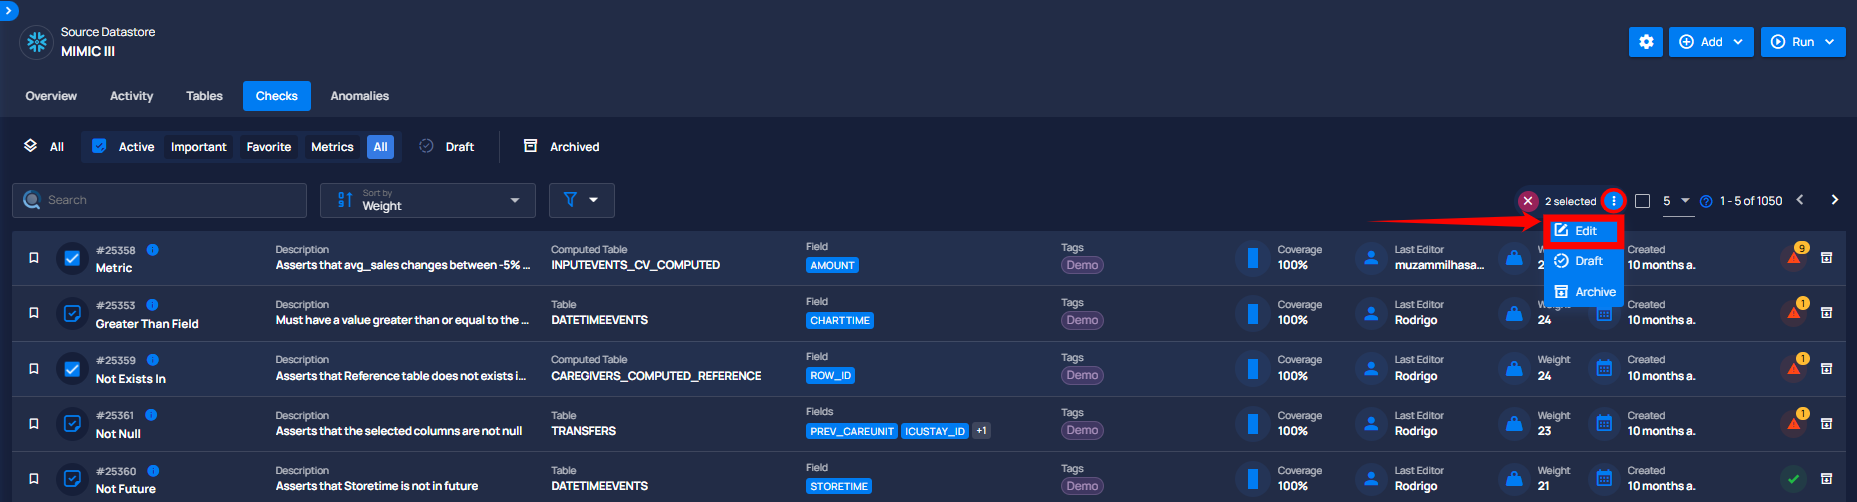 Source Datastore
MIMIC III
Add
Run
Overview Activity Tables Checks Anomalies
All Active Important Favorite Metrics All Draft Archived
Search
Sort by
Weight
2 selected
5
1 - 5 of 1050
Edit
Draft
Archive
#25358
Metric
Description
Asserts that avg_sales changes between -5% ...
Computed Table
INPUTEVENTS_CV_COMPUTED
Field
AMOUNT
Tags
Demo
Coverage
100%
Last Editor
muzammilhasa...
Created
10 months a.
9
#25353
Greater Than Field
Description
Must have a value greater than or equal to the ...
Table
DATETIMEEVENTS
Field
CHARTTIME
Tags
Demo
Coverage
100%
Last Editor
Rodrigo
24
Created
10 months a.
1
#25359
Not Exists In
Description
Asserts that Reference table does not exists i...
Computed Table
CAREGIVERS_COMPUTED_REFERENCE
Field
ROW_ID
Tags
Demo
Coverage
100%
Last Editor
Rodrigo
Weight
24
Created
10 months a.
1
#25361
Not Null
Description
Asserts that the selected columns are not null
Table
TRANSFERS
Fields
PREV_CAREUNIT ICUSTAY_ID +1
Tags
Demo
Coverage
100%
Last Editor
Rodrigo
Weight
23
Created
10 months a.
1
#25360
Not Future
Description
Asserts that Storetime is not in future
Table
DATETIMEEVENTS
Field
STORETIME
Tags
Demo
Coverage
100%
Last Editor
Rodrigo
Weight
21
Created
10 months a.